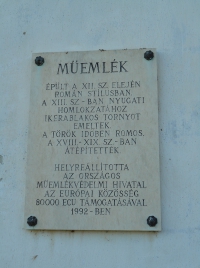 MŰEMLÉK
ÉPÜLT A XII. SZ. ELEJÉN
ROMÁN STÍLUSBAN.
A XIII. SZ.-BAN NYUGATI
HOMLOKZATÁHOZ
IKERABLAKOS TORNYOT
EMELTEK.
A TÖRÖK IDŐBEN ROMOS,
A XVIII.-XIX. SZ.-BAN
ÁTÉPÍTETTÉK.
HELYREÁLLÍTOTTA
AZ ORSZÁGOS
MŰEMLÉKVÉDELMI HIVATAL
AZ EURÓPAI KÖZÖSSÉG
80000 ECU TÁMOGATÁSÁVAL
1992-BEN